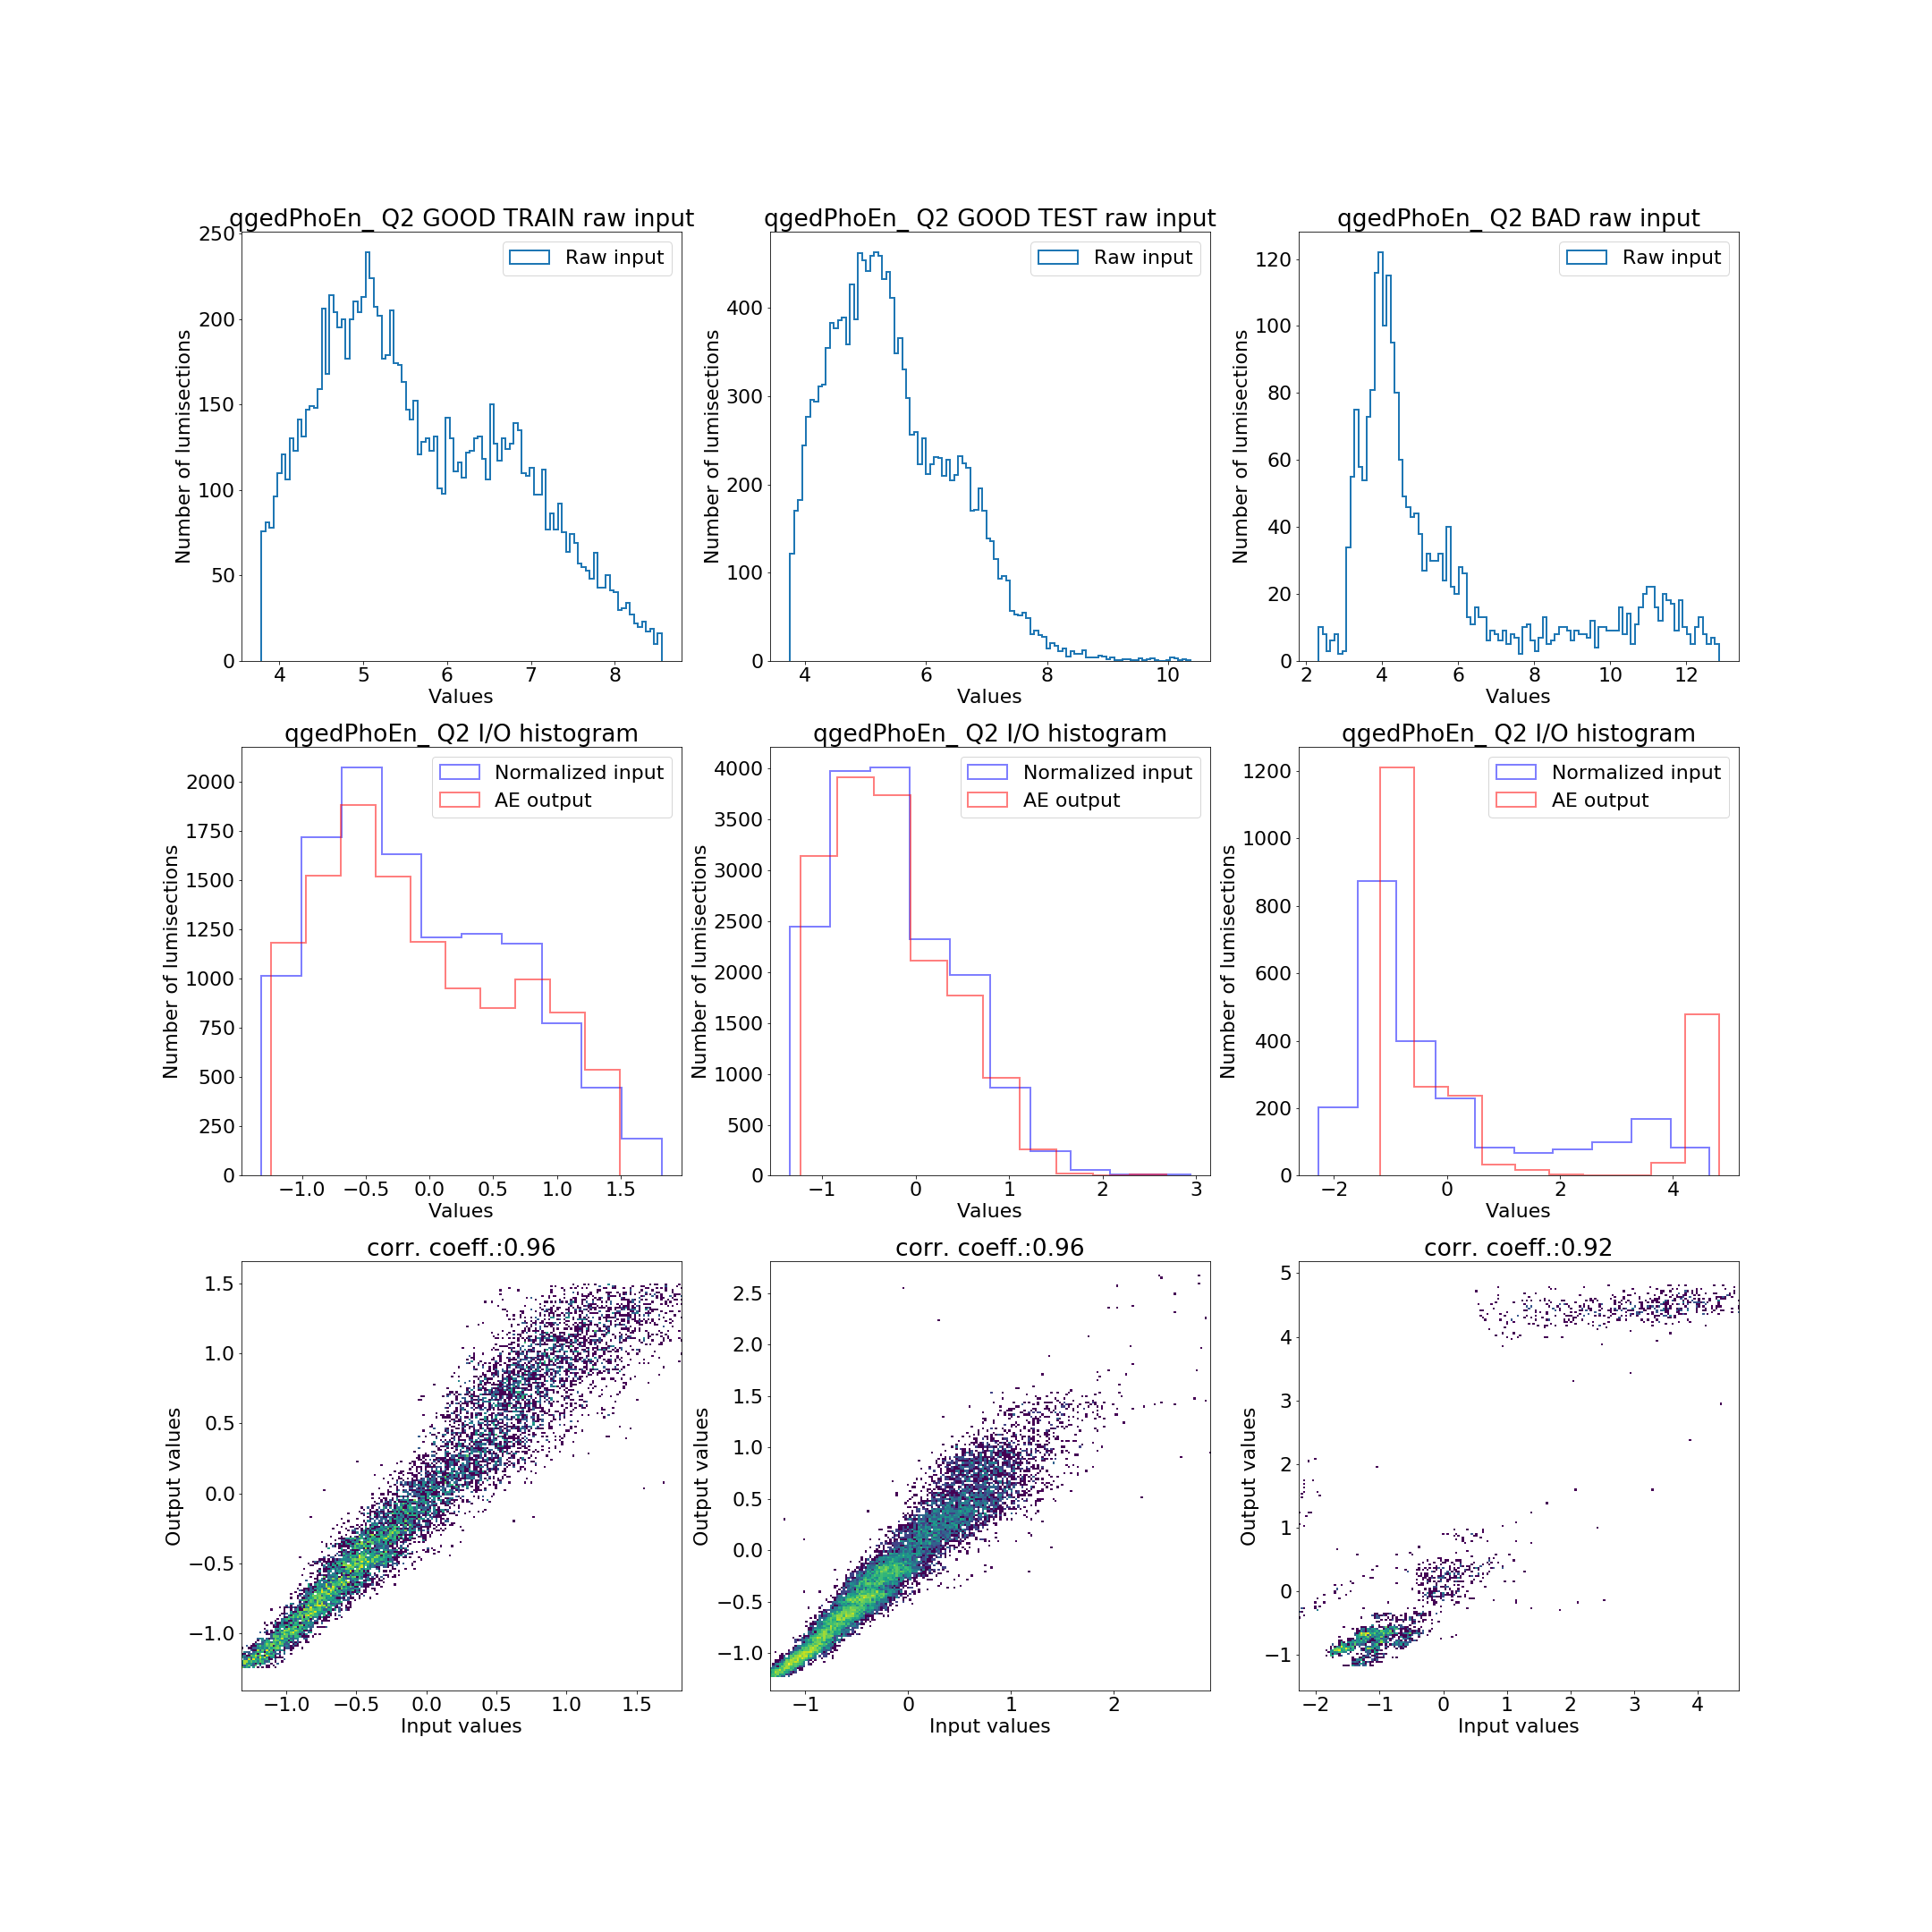 qgedPhoEn_ Q2 GOOD TRAIN raw input
Raw input
250
200
150
100
50
0
Number of lumisections
4 5 6 7 8
Values
qgedPhoEn_ Q2 GOOD TEST raw input
Raw input
400
300
200
100
0
Number of lumisections
4 6 8 10
Values
qgedPhoEn_ Q2 BAD raw input
Raw input
120
100
80
60
40
20
0
Number of lumisections
2 4 6 8 10 12
Values
qgedPhoEn_ Q2 I/O histogram
Normalized input
AE output
2000
1750
1500
1250
1000
750
500
250
0
Number of lumisections
−1.0 −0.5 0.0 0.5 1.0 1.5
Values
qgedPhoEn_ Q2 I/O histogram
Normalized input
AE output
4000
3500
3000
2500
2000
1500
1000
500
0
Number of lumisections
−1 0 1 2 3
Values
qgedPhoEn_ Q2 I/O histogram
Normalized input
AE output
1200
1000
800
600
400
200
0
Number of lumisections
−2 0 2 4
Values
corr. coeff.:0.96
1.5
1.0
0.5
0.0
−0.5
−1.0
Output values
−1.0 −0.5 0.0 0.5 1.0 1.5
Input values
corr. coeff.:0.96
2.5
2.0
1.5
1.0
0.5
0.0
−0.5
−1.0
Output values
−1 0 1 2
Input values
corr. coeff.:0.92
5
4
3
2
1
0
−1
Output values
−2 −1 0 1 2 3 4
Input values